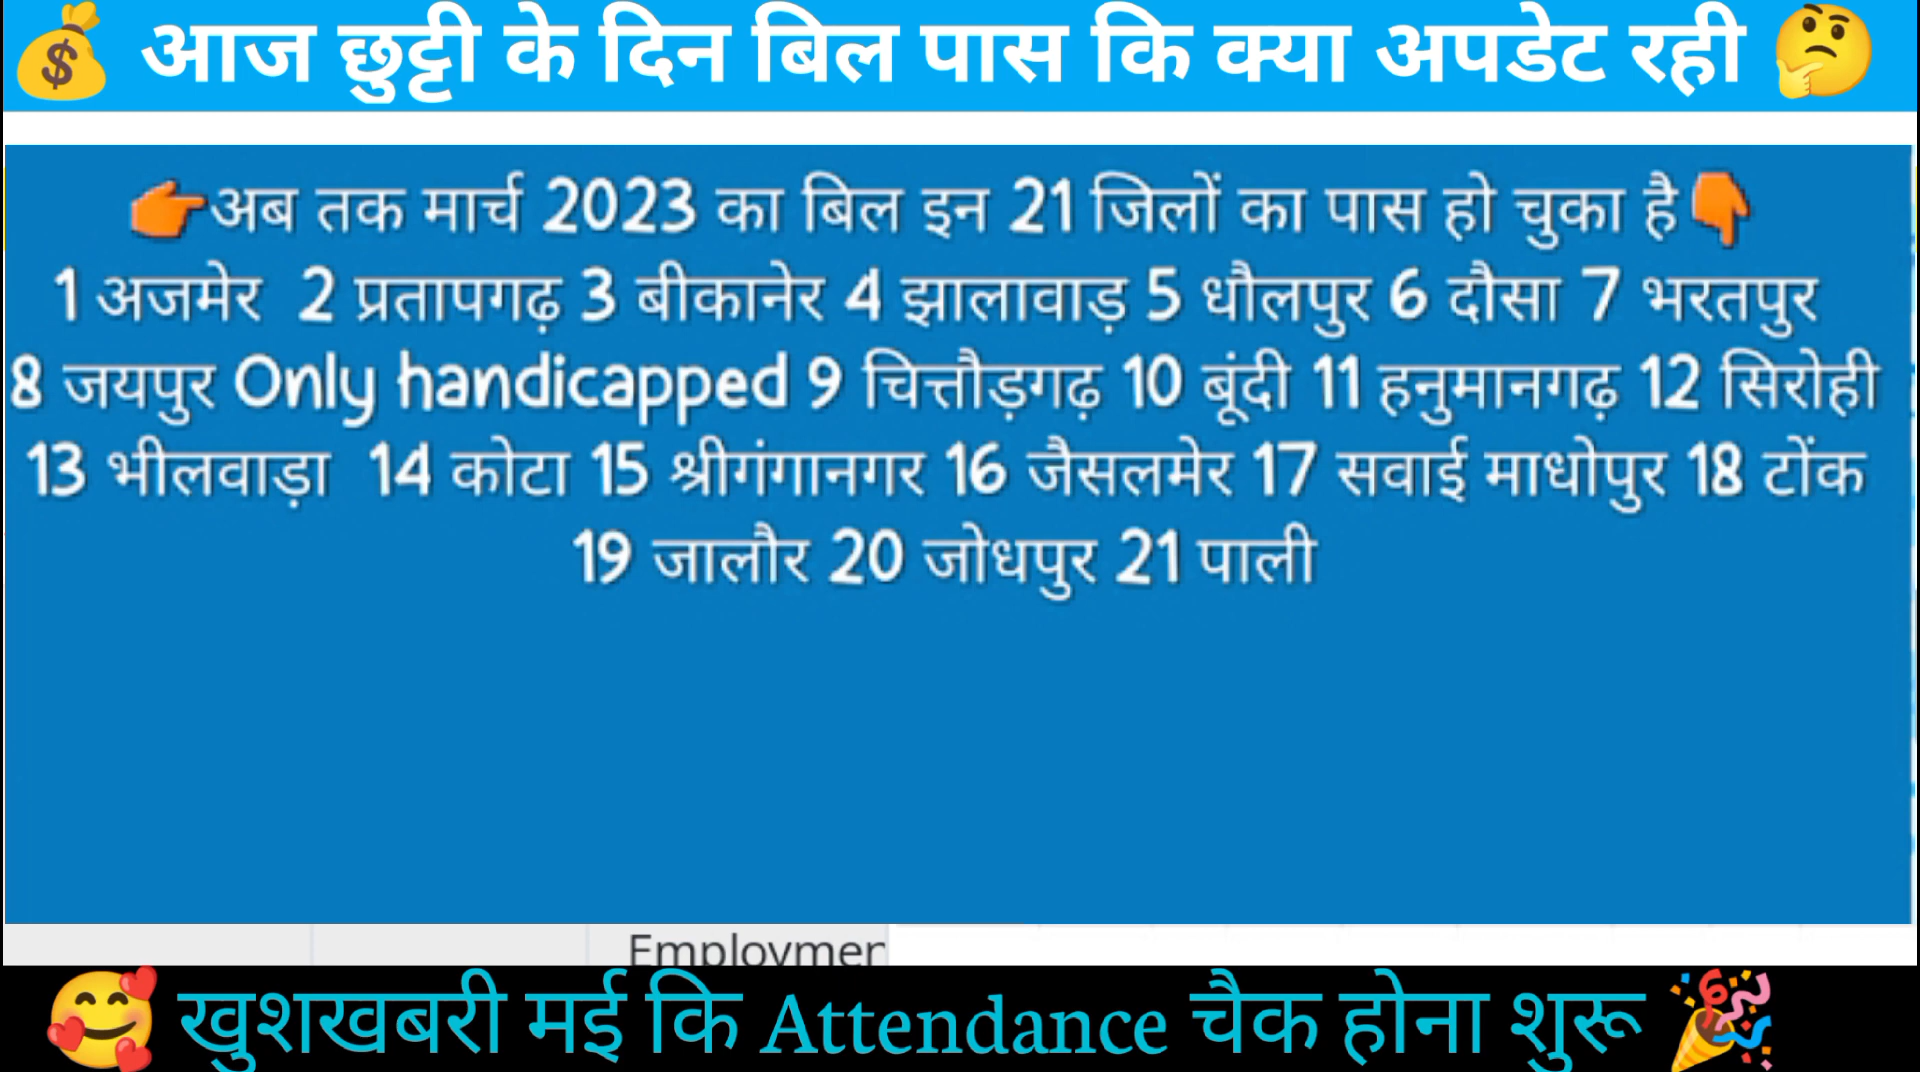 💰 आज छुट्टी के दिन बिल पास कि क्या अपडेट रही 🤔
👉अब तक मार्च 2023 का बिल इन 21 जिलों का पास हो चुका है👇
1 अजमेर 2 प्रतापगढ़ 3 बीकानेर 4 झालावाड़ 5 धौलपुर 6 दौसा 7 भरतपुर
8 जयपुर Only handicapped 9 चित्तौड़गढ़ 10 बूंदी 11 हनुमानगढ़ 12 सिरोही
13 भीलवाड़ा 14 कोटा 15 श्रीगंगानगर 16 जैसलमेर 17 सवाई माधोपुर 18 टोंक
19 जालौर 20 जोधपुर 21 पाली
Employmer
🥰 खुशखबरी मई कि Attendance चैक होना शुरू 🎉